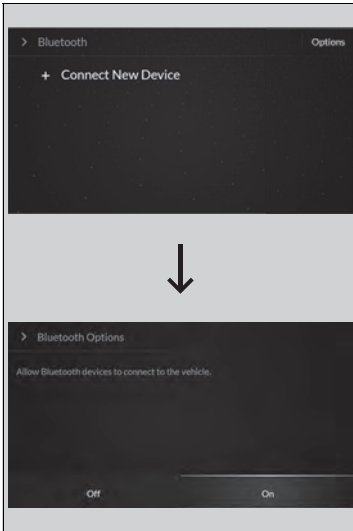 > Bluetooth
Options
+ Connect New Device
> Bluetooth Options
Allow Bluetooth devices to connect to the vehicle.
Off
On